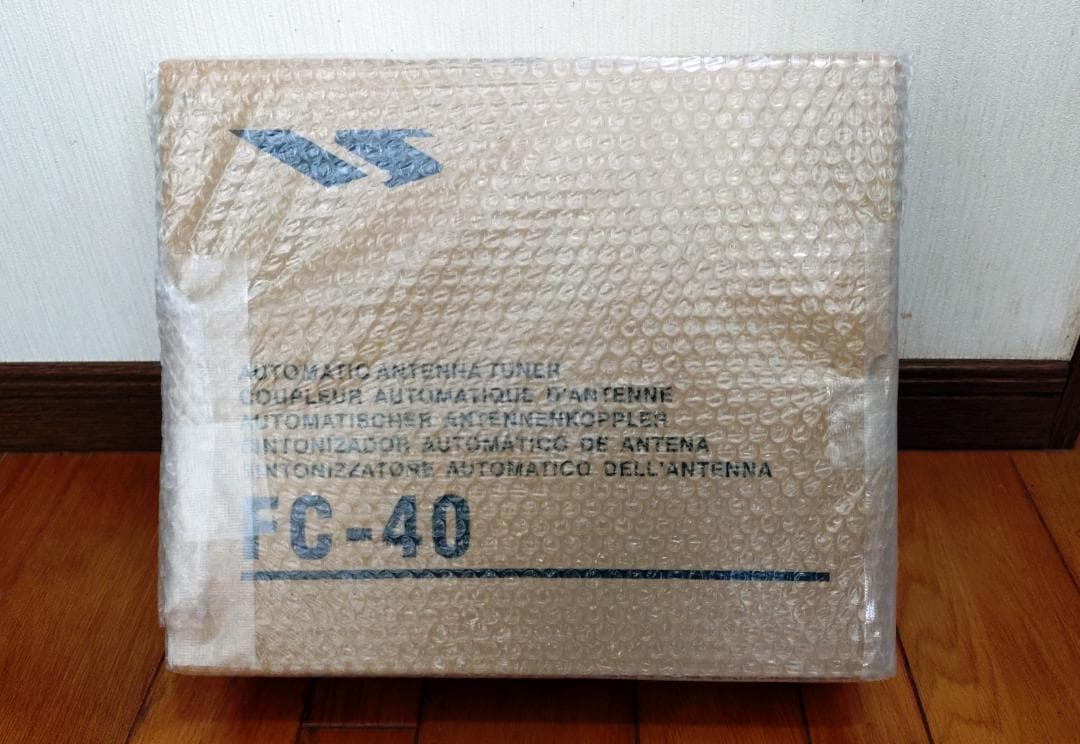 AUTOMATIC ANTENNA TUNER
COUPLEUR AUTOMATIQUE D'ANTENNE
AUTOMATISCHER ANTENNENKOPPLER
SINTONIZADOR AUTOMATICO DE ANTENA
SINTONIZZATORE AUTOMATICO DELL'ANTENNA
FC-40